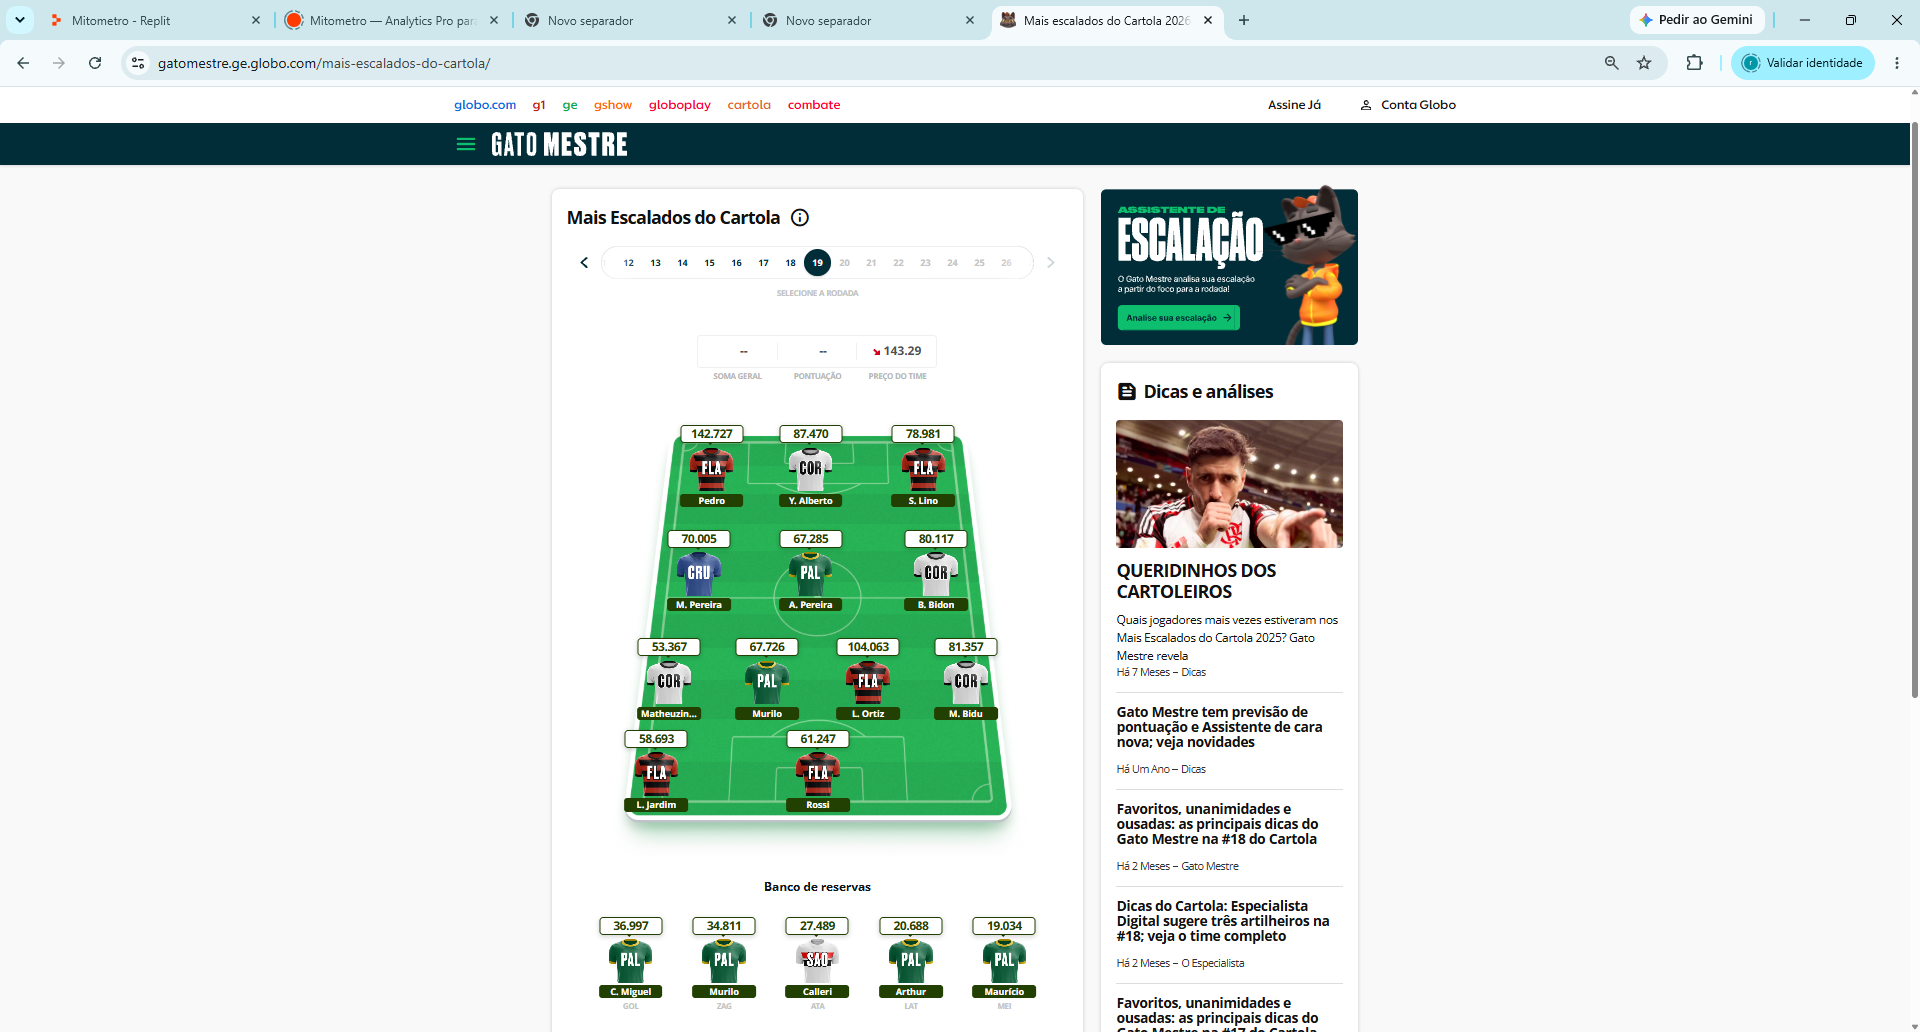 Mitometro - Replit
Mitometro — Analytics Pro par
Novo separador
Novo separador
Mais escalados do Cartola 2026
Pedir ao Gemini
gatomestre.ge.globo.com/mais-escalados-do-cartola/
Validar identidade
globo.com g1 ge gshow globoplay cartola combate
Assine Já
Conta Globo
GATO MESTRE
Mais Escalados do Cartola
12 13 14 15 16 17 18 19 20 21 22 23 24 25 26
SELECIONE A RODADA
-- -- 143.29
SOMA GERAL PONTUAÇÃO PREÇO DO TIME
142.727 87.470 78.981
FLA COR FLA
Pedro Y. Alberto S. Lino
70.005 67.285 80.117
CRU PAL COR
M. Pereira A. Pereira B. Bidon
53.367 67.726 104.063 81.357
COR PAL FLA COR
Matheuzin... Murilo L. Ortiz M. Bidu
58.693 61.247
FLA FLA
L. Jardim Rossi
Banco de reservas
36.997 34.811 27.489 20.688 19.034
PAL PAL SAO PAL PAL
C. Miguel Murilo Calleri Arthur Maurício
GOL ZAG ATA LAT MEI
ASSISTENTE DE
ESCALAÇÃO
O Gato Mestre analisa sua escalação
a partir do foco para a rodada!
Analise sua escalação
Dicas e análises
QUERIDINHOS DOS
CARTOLEIROS
Quais jogadores mais vezes estiveram nos
Mais Escalados do Cartola 2025? Gato
Mestre revela
Há 7 Meses – Dicas
Gato Mestre tem previsão de
pontuação e Assistente de cara
nova; veja novidades
Há Um Ano – Dicas
Favoritos, unanimidades e
ousadas: as principais dicas do
Gato Mestre na #18 do Cartola
Há 2 Meses – Gato Mestre
Dicas do Cartola: Especialista
Digital sugere três artilheiros na
#18; veja o time completo
Há 2 Meses – O Especialista
Favoritos, unanimidades e
ousadas: as principais dicas do
Gato Mestre na #17 do Cartola